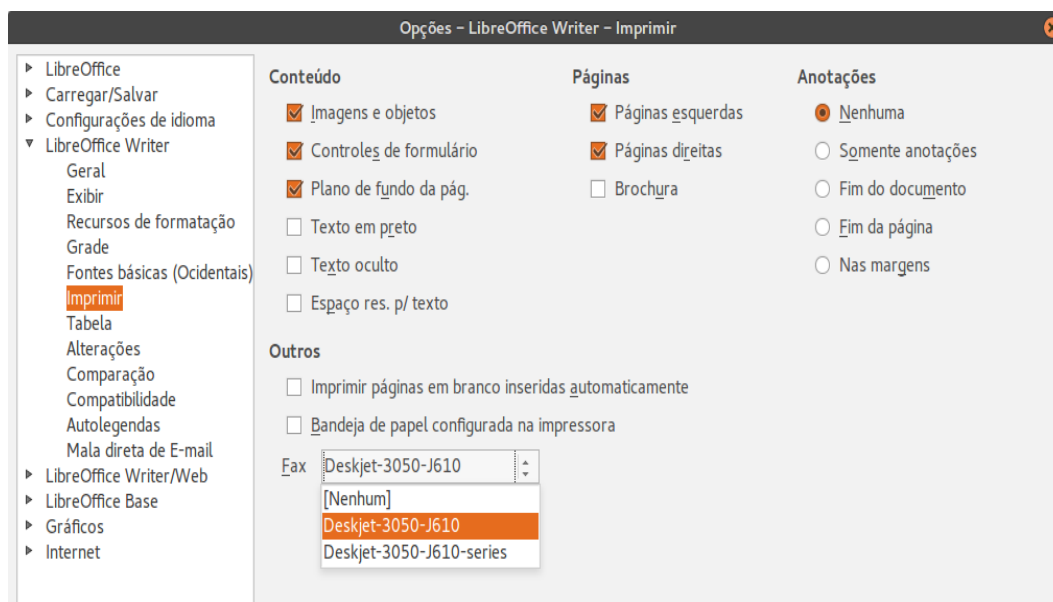 Opções – LibreOffice Writer – Imprimir
LibreOffice
Carregar/Salvar
Configurações de idioma
LibreOffice Writer
Geral
Exibir
Recursos de formatação
Grade
Fontes básicas (Ocidentais)
Imprimir
Tabela
Alterações
Comparação
Compatibilidade
Autolegendas
Mala direta de E-mail
LibreOffice Writer/Web
LibreOffice Base
Gráficos
Internet
Conteúdo
Imagens e objetos
Controles de formulário
Plano de fundo da pág.
Texto em preto
Texto oculto
Espaço res. p/ texto
Páginas
Páginas esquerdas
Páginas direitas
Brochura
Anotações
Nenhuma
Somente anotações
Fim do documento
Fim da página
Nas margens
Outros
Imprimir páginas em branco inseridas automaticamente
Bandeja de papel configurada na impressora
Fax Deskjet-3050-J610
[Nenhum]
Deskjet-3050-J610
Deskjet-3050-J610-series